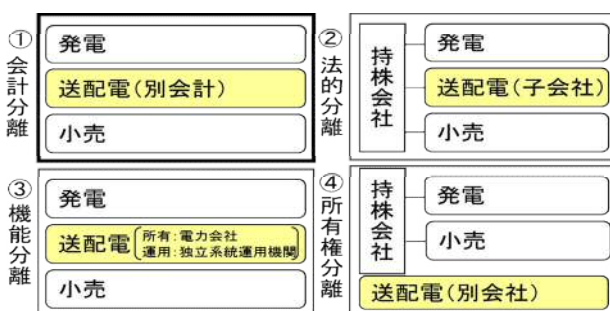 ①会計分離
発電
送配電(別会計)
小売
②法的分離
持株会社
発電
送配電(子会社)
小売
③機能分離
発電
送配電
所有:電力会社
運用:独立系統運用機関
小売
④所有権分離
持株会社
発電
小売
送配電(別会社)